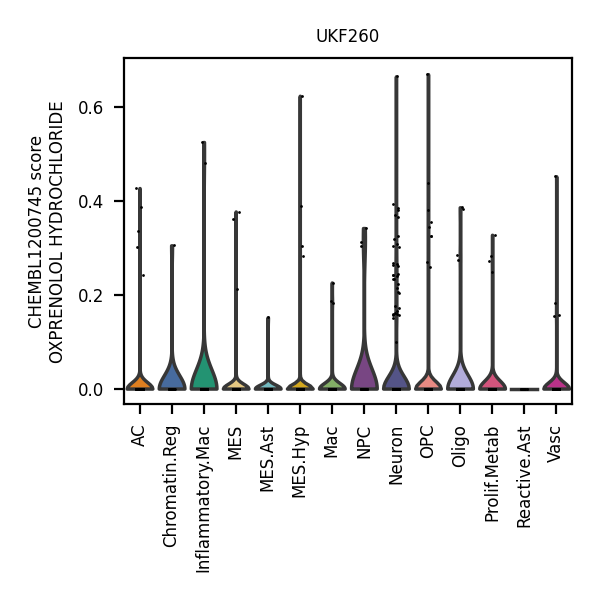 UKF260
CHEMBL1200745 score
OXPRENOLOL HYDROCHLORIDE
0.6
0.4
0.2
0.0
AC
Chromatin.Reg
Inflammatory.Mac
MES
MES.Ast
MES.Hyp
Mac
NPC
Neuron
OPC
Oligo
Prolif.Metab
Reactive.Ast
Vasc